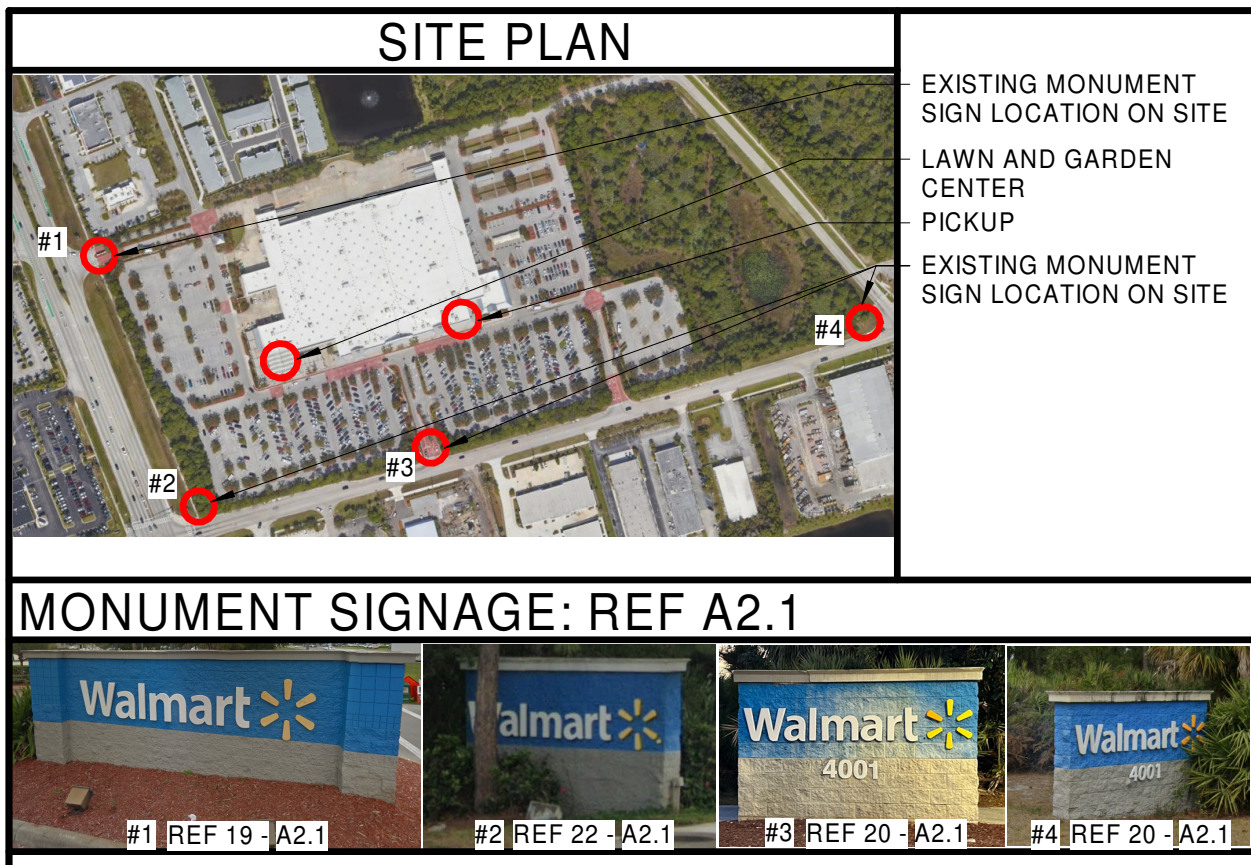 SITE PLAN
EXISTING MONUMENT
SIGN LOCATION ON SITE
LAWN AND GARDEN
CENTER
PICKUP
EXISTING MONUMENT
SIGN LOCATION ON SITE
#1
#4
#3
#2
MONUMENT SIGNAGE: REF A2.1
Walmart
#1 REF 19 - A2.1
Walmart
#2 REF 22 - A2.1
Walmart
4001
#3 REF 20 - A2.1
Walmart
4001
#4 REF 20 - A2.1